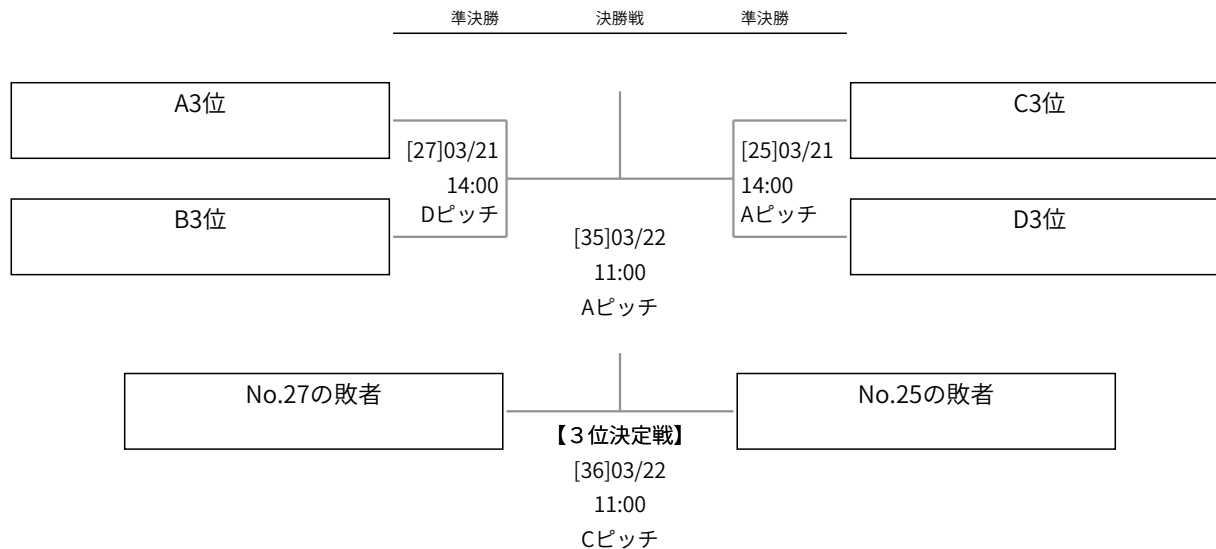 準決勝 決勝戦 準決勝
A3位
C3位
[27]03/21
14:00
Dピッチ
[25]03/21
14:00
Aピッチ
B3位
D3位
[35]03/22
11:00
Aピッチ
No.27の敗者
No.25の敗者
【３位決定戦】
[36]03/22
11:00
Cピッチ